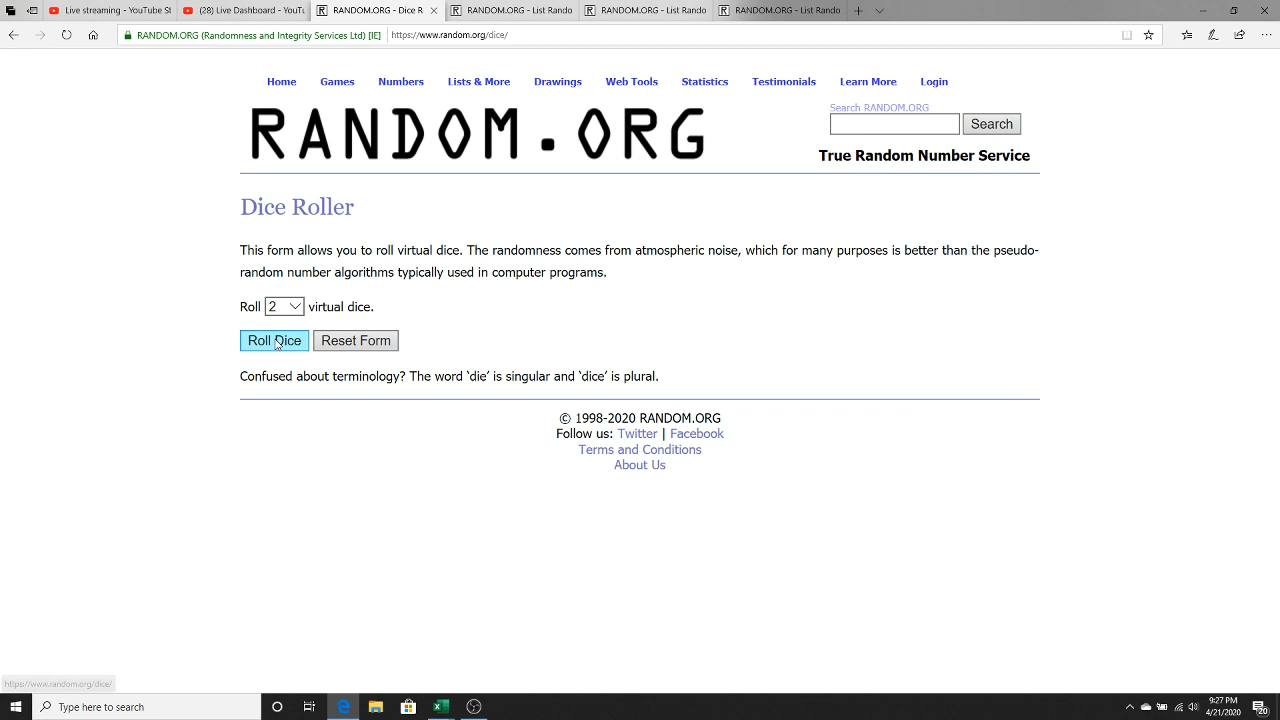 Live streaming - YouTube St
(28) Live Dashboard - YouTu
RANDOM.ORG - Dice R
RANDOM.ORG - List Rando
RANDOM.ORG - List Rando
RANDOM.ORG - List Rando
RANDOM.ORG (Randomness and Integrity Services Ltd) [IE]
https://www.random.org/dice/
Home Games Numbers Lists & More Drawings Web Tools Statistics Testimonials Learn More Login
RANDOM.ORG
Search RANDOM.ORG
Search
True Random Number Service
Dice Roller
This form allows you to roll virtual dice. The randomness comes from atmospheric noise, which for many purposes is better than the pseudo-
random number algorithms typically used in computer programs.
Roll 2 virtual dice.
Roll Dice Reset Form
Confused about terminology? The word ‘die’ is singular and ‘dice’ is plural.
© 1998-2020 RANDOM.ORG
Follow us: Twitter | Facebook
Terms and Conditions
About Us
https://www.random.org/dice/
Type here to search
9:27 PM
4/21/2020
20